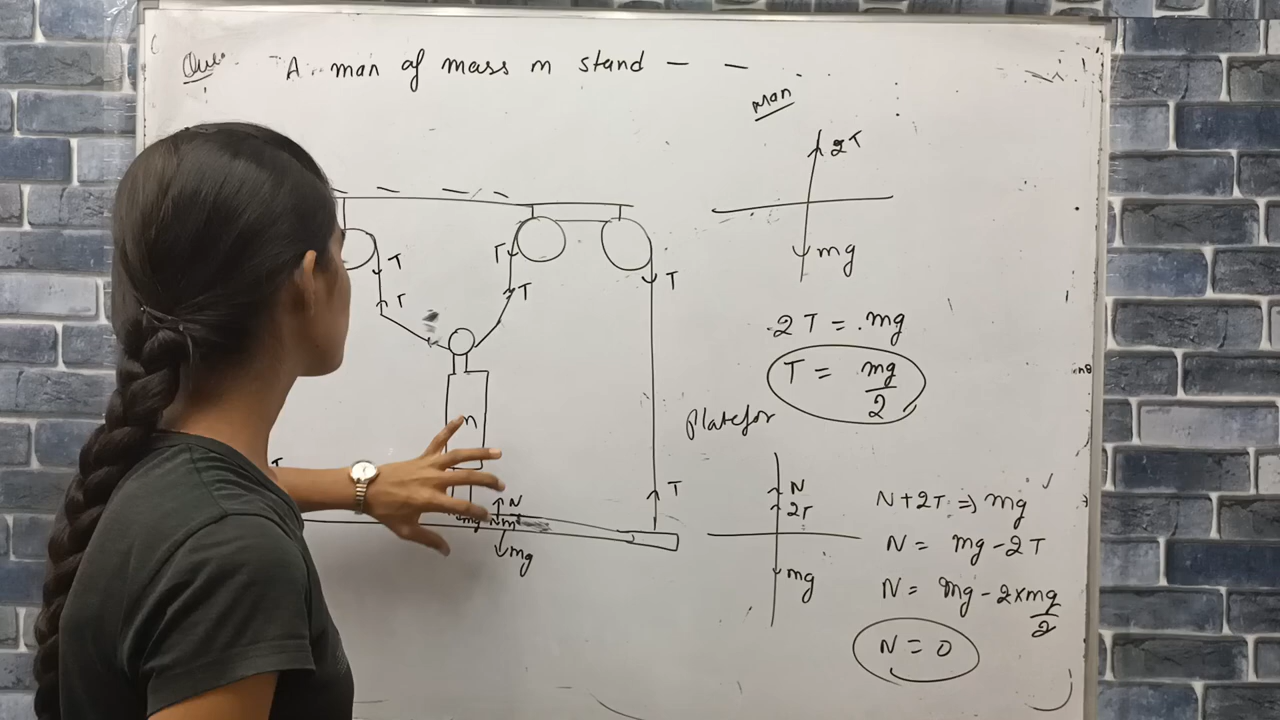 Que. A man of mass m stand - -
Man
2T
mg
T
T
T
T
T
2T = mg
T = mg/2
m
Platefor
T
N
N
2T
mg
N + 2T => mg
N = mg - 2T
N = mg - 2xmg/2
N = 0
mg
mg